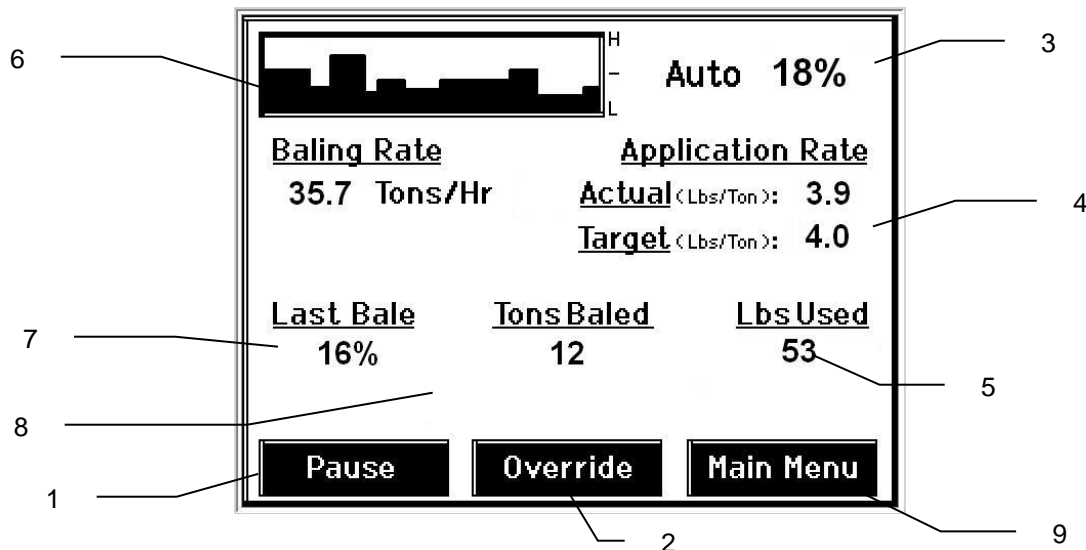 H
6
3
Auto 18%
–
L
Baling Rate
Application Rate
35.7 Tons/Hr
Actual (Lbs/Ton): 3.9
4
Target (Lbs/Ton): 4.0
Last Bale
Tons Baled
Lbs Used
7
16%
12
53
5
8
Pause
Override
Main Menu
1
2
9